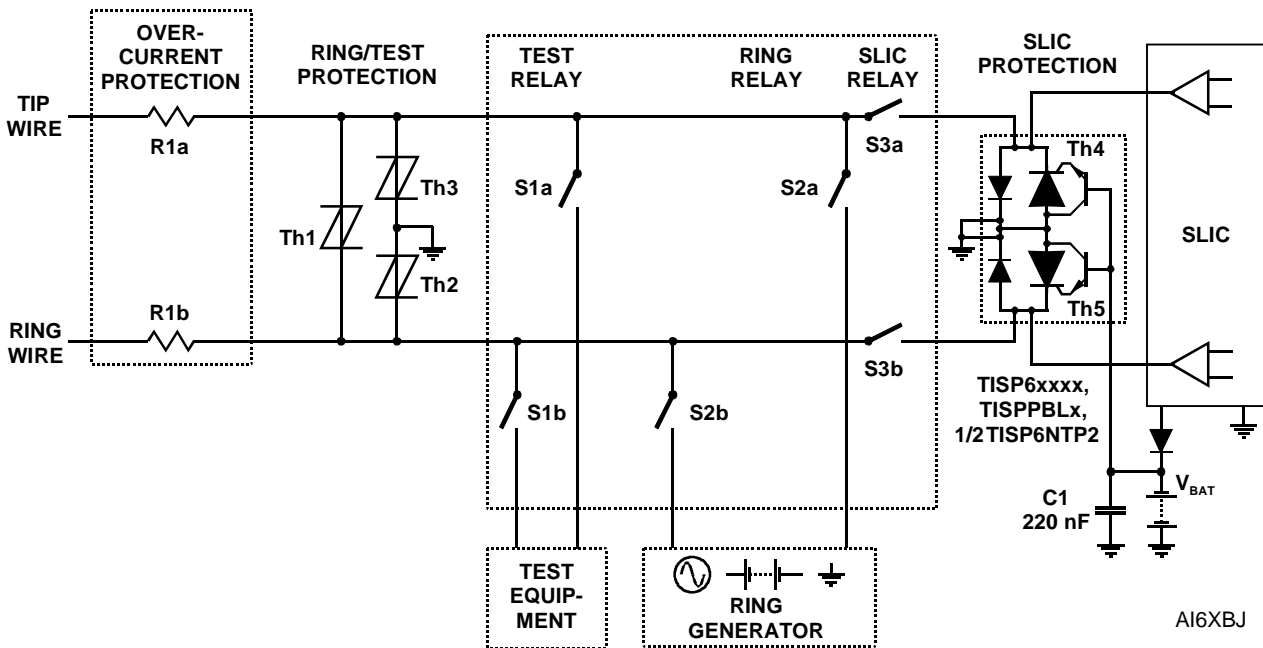 OVER-
CURRENT
PROTECTION
RING/TEST
PROTECTION
TEST
RELAY
RING
RELAY
SLIC
RELAY
SLIC
PROTECTION
TIP
WIRE
R1a
Th3
Th1
Th2
S1a
S2a
S3a
Th4
SLIC
Th5
R1b
RING
WIRE
S3b
S1b
S2b
TISP6xxxx,
TISPPBLx,
1/2 TISP6NTP2
VBAT
C1
220 nF
TEST
EQUIP-
MENT
RING
GENERATOR
AI6XBJ